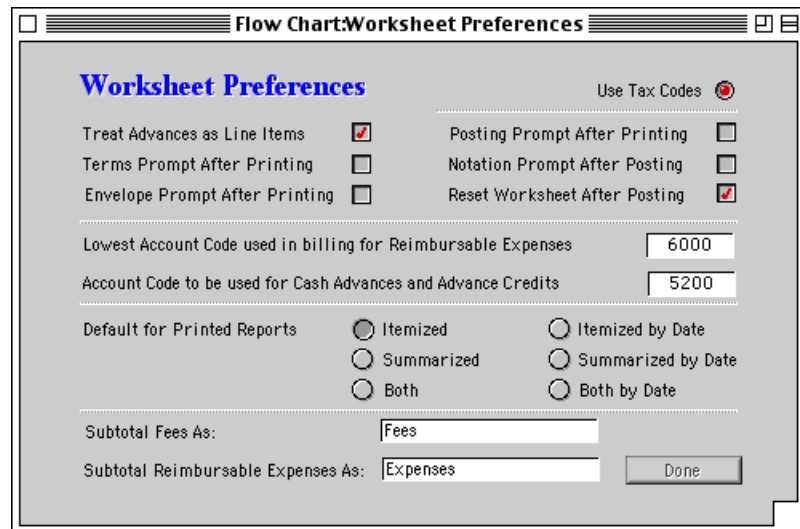 Flow Chart:Worksheet Preferences
Worksheet Preferences
Use Tax Codes
Treat Advances as Line Items
Posting Prompt After Printing
Terms Prompt After Printing
Notation Prompt After Posting
Envelope Prompt After Printing
Reset Worksheet After Posting
Lowest Account Code used in billing for Reimbursable Expenses 6000
Account Code to be used for Cash Advances and Advance Credits 5200
Default for Printed Reports Itemized Itemized by Date
Summarized Summarized by Date
Both Both by Date
Subtotal Fees As: Fees
Subtotal Reimbursable Expenses As: Expenses Done